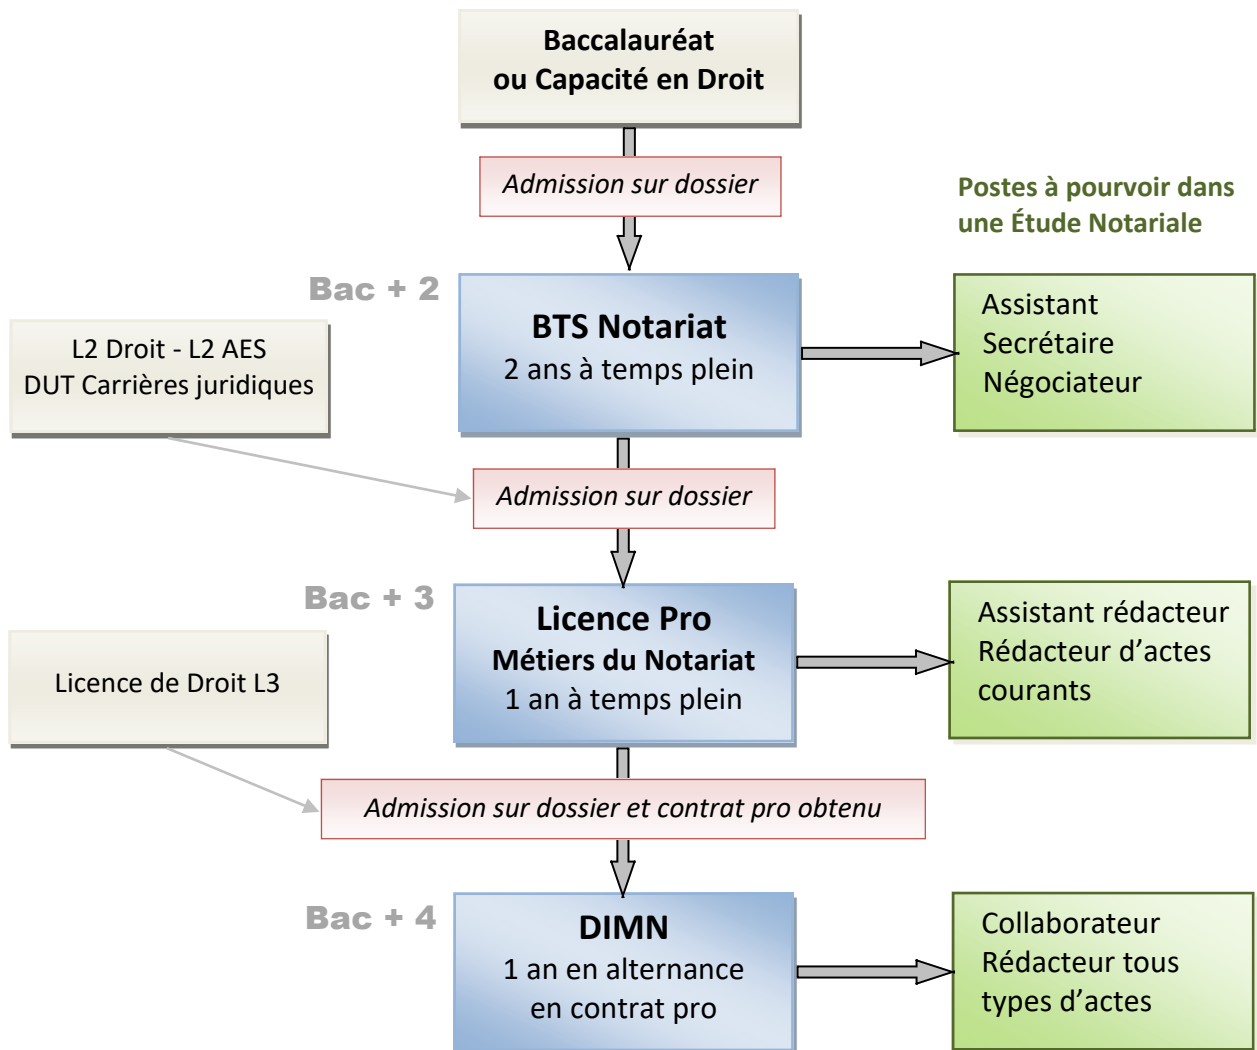 Baccalauréat
ou Capacité en Droit
Admission sur dossier
Postes à pourvoir dans
une Étude Notariale
Bac + 2
BTS Notariat
2 ans à temps plein
Assistant
Secrétaire
Négociateur
L2 Droit - L2 AES
DUT Carrières juridiques
Admission sur dossier
Bac + 3
Licence Pro
Métiers du Notariat
1 an à temps plein
Assistant rédacteur
Rédacteur d’actes
courants
Licence de Droit L3
Admission sur dossier et contrat pro obtenu
Bac + 4
DIMN
1 an en alternance
en contrat pro
Collaborateur
Rédacteur tous
types d’actes